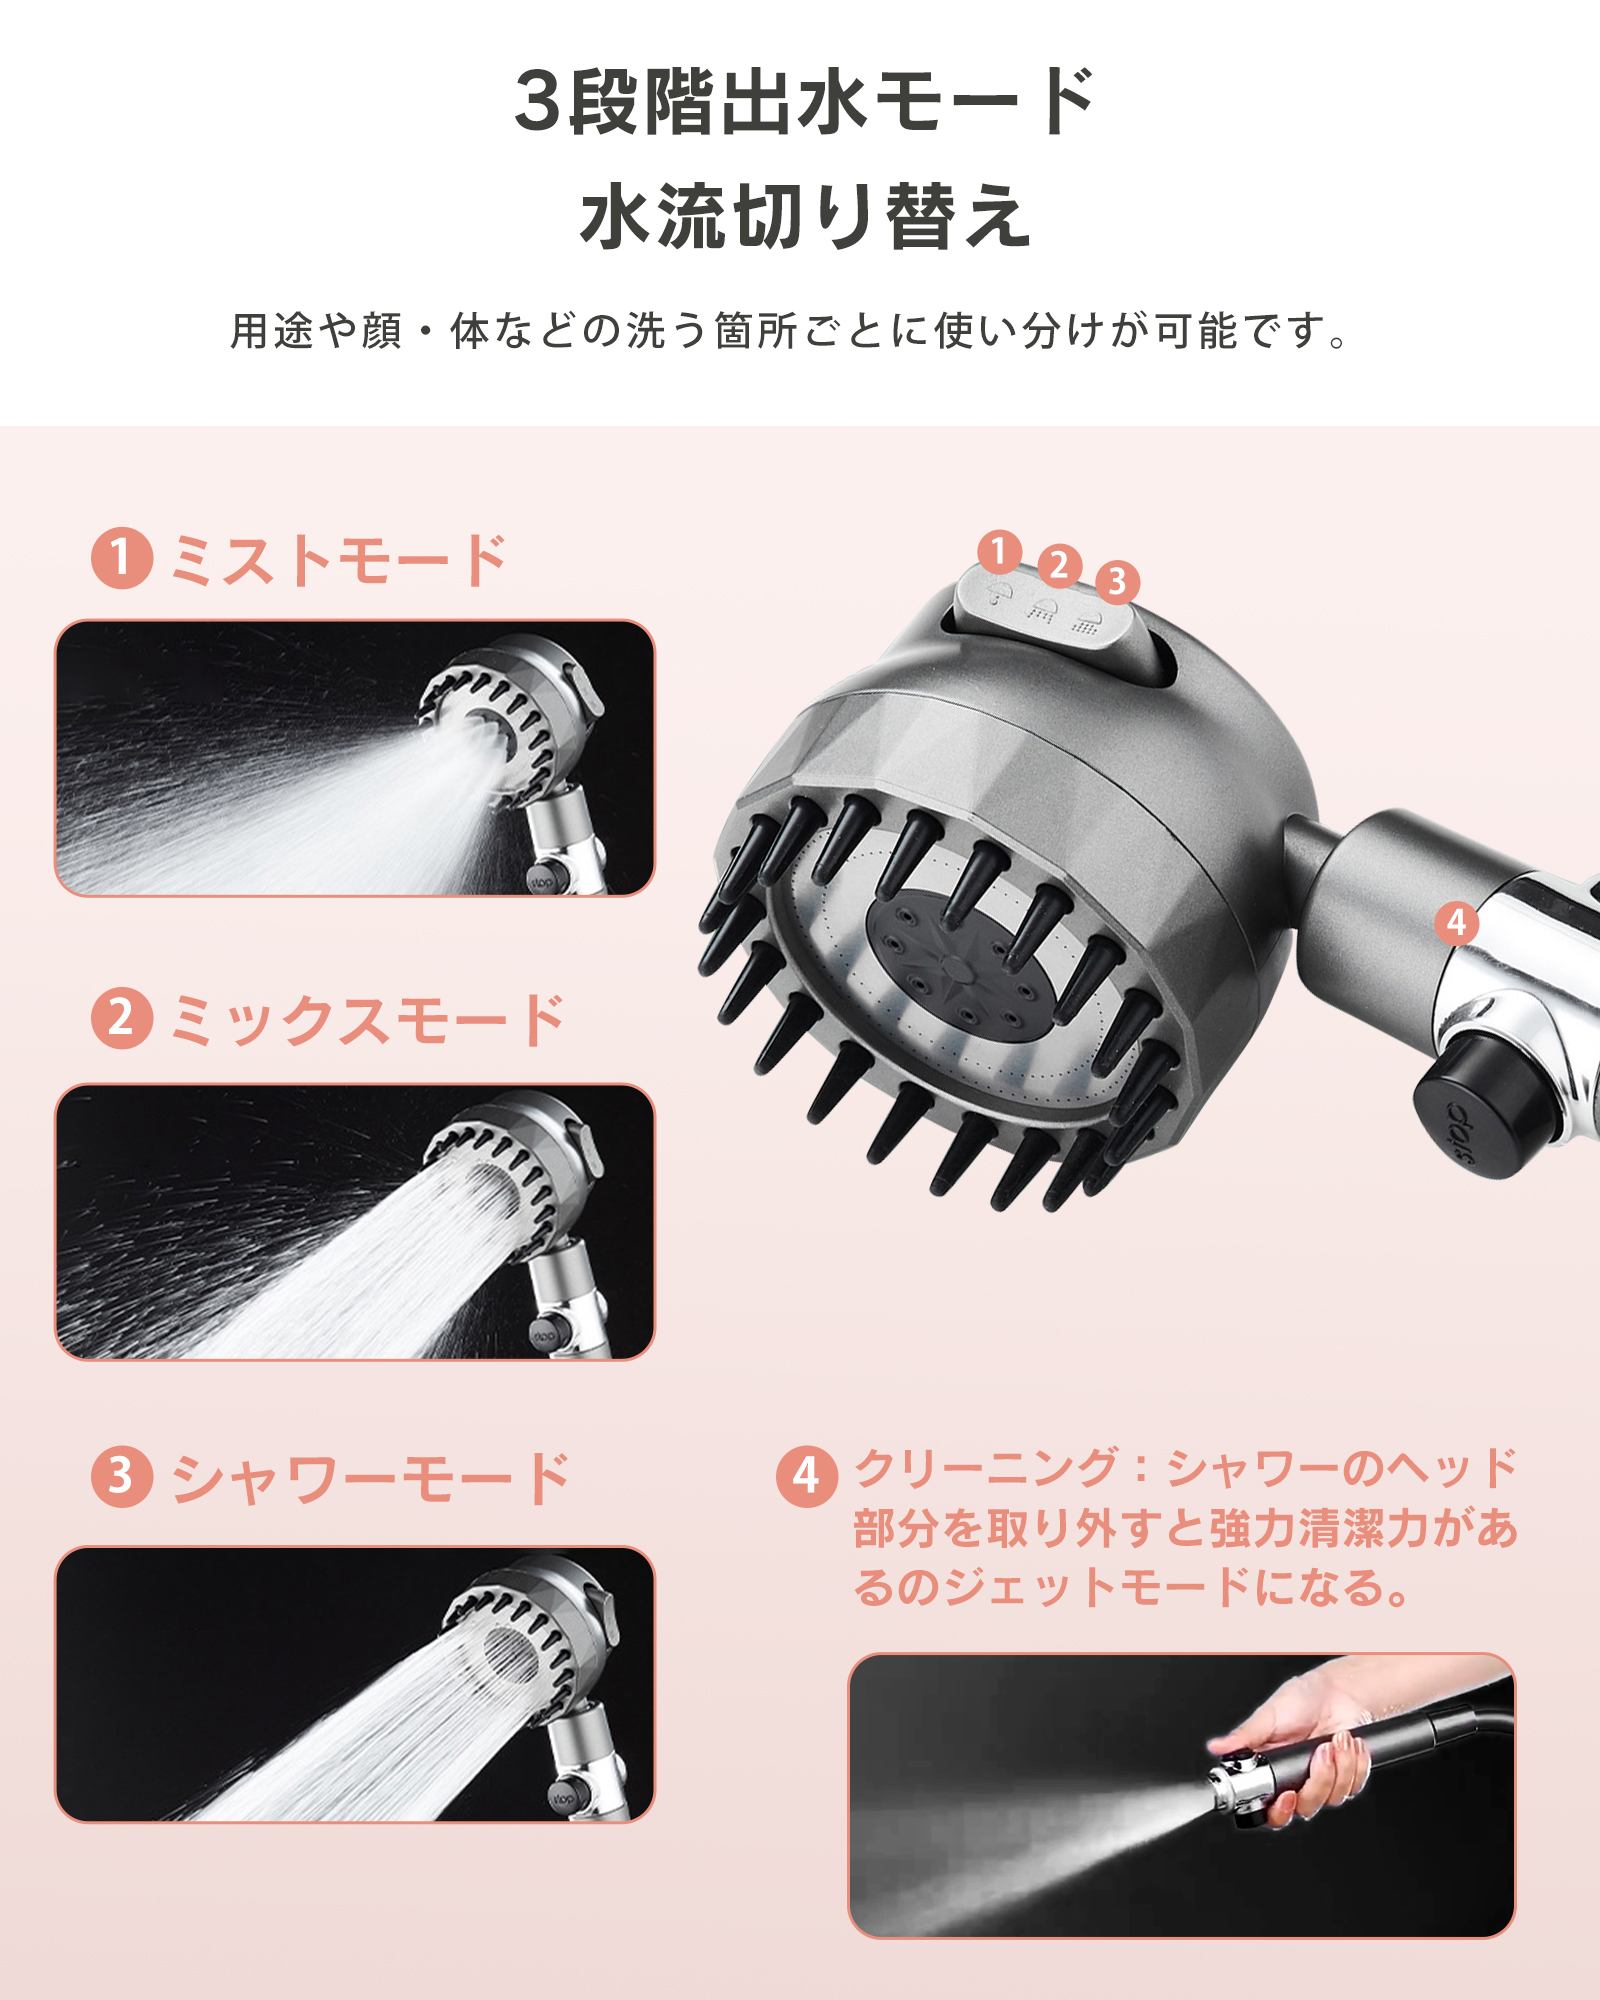 3段階出水モード
水流切り替え
用途や顔・体などの洗う箇所ごとに使い分けが可能です。
1 ミストモード
1
2
3
4
stop
stop
2 ミックスモード
stop
3 シャワーモード
stop
4 クリーニング：シャワーのヘッド
部分を取り外すと強力清潔力があ
るのジェットモードになる。